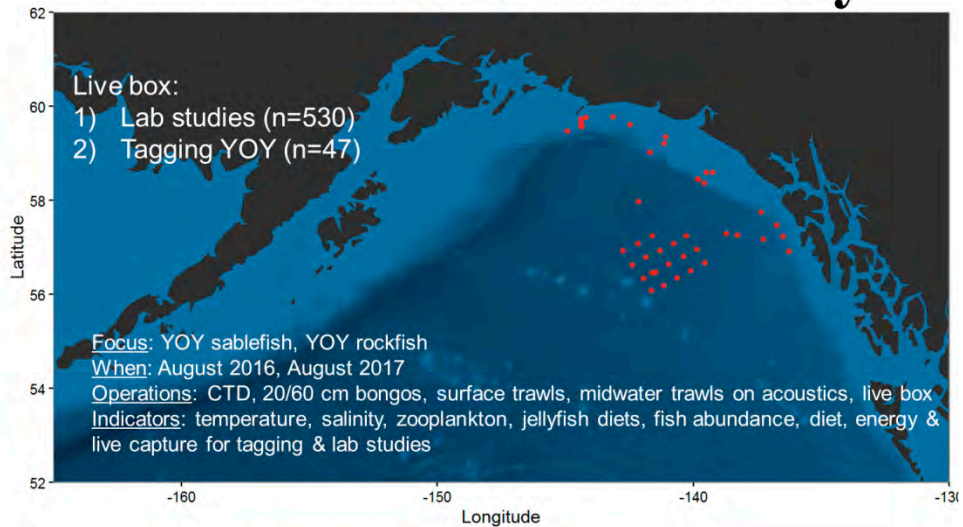 62
60
58
56
54
52
Latitude
Live box:
1) Lab studies (n=530)
2) Tagging YOY (n=47)
Focus: YOY sablefish, YOY rockfish
When: August 2016, August 2017
Operations: CTD, 20/60 cm bongos, surface trawls, midwater trawls on acoustics, live box
Indicators: temperature, salinity, zooplankton, jellyfish diets, fish abundance, diet, energy &
live capture for tagging & lab studies
-160
-150
-140
-130
Longitude